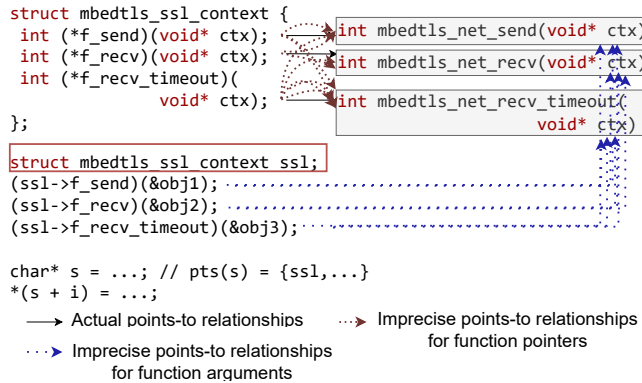 struct mbedtls_ssl_context {
int (*f_send)(void* ctx);
int (*f_recv)(void* ctx);
int (*f_recv_timeout)(
void* ctx);
};
int mbedtls_net_send(void* ctx)
int mbedtls_net_recv(void* ctx)
int mbedtls_net_recv_timeout(
void* ctx)
struct mbedtls_ssl_context ssl;
(ssl->f_send)(&obj1);
(ssl->f_recv)(&obj2);
(ssl->f_recv_timeout)(&obj3);
char* s = ...; // pts(s) = {ssl,...}
*(s + i) = ...;
Actual points-to relationships
Imprecise points-to relationships
for function pointers
Imprecise points-to relationships
for function arguments